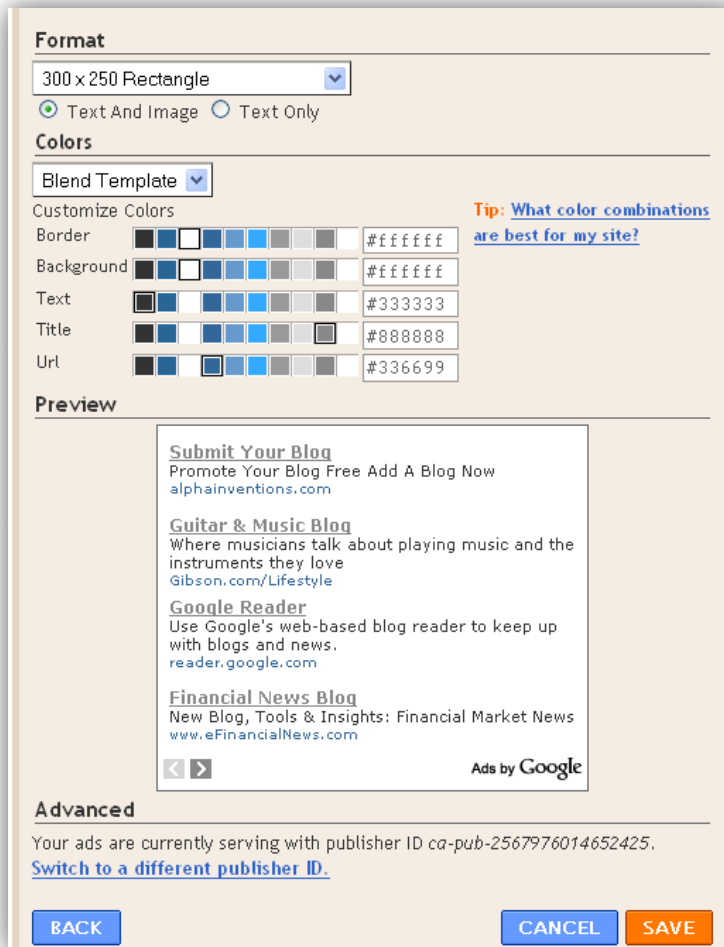 Format
300 x 250 Rectangle
Text And Image Text Only
Colors
Blend Template
Customize Colors
Tip: What color combinations
are best for my site?
Border #ffffff
Background #ffffff
Text #333333
Title #888888
Url #336699
Preview
Submit Your Blog
Promote Your Blog Free Add A Blog Now
alphainventions.com
Guitar & Music Blog
Where musicians talk about playing music and the
instruments they love
Gibson.com/Lifestyle
Google Reader
Use Google's web-based blog reader to keep up
with blogs and news.
reader.google.com
Financial News Blog
New Blog, Tools & Insights: Financial Market News
www.eFinancialNews.com
Ads by Google
Advanced
Your ads are currently serving with publisher ID ca-pub-2567976014652425.
Switch to a different publisher ID.
BACK CANCEL SAVE